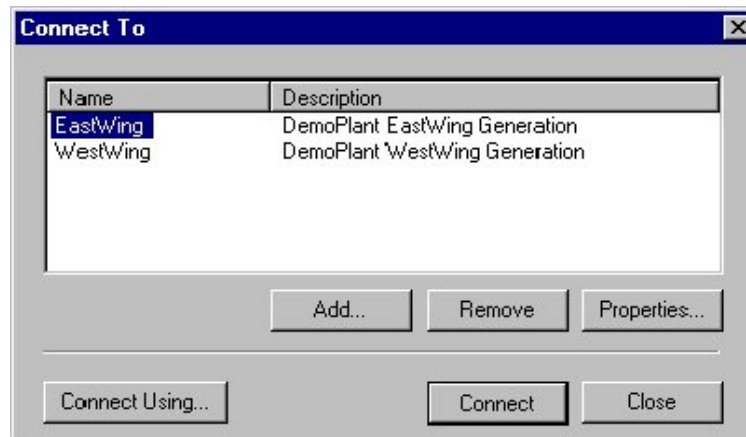 Connect To
Name Description
EastWing DemoPlant EastWing Generation
WestWing DemoPlant WestWing Generation
Add... Remove Properties...
Connect Using... Connect Close